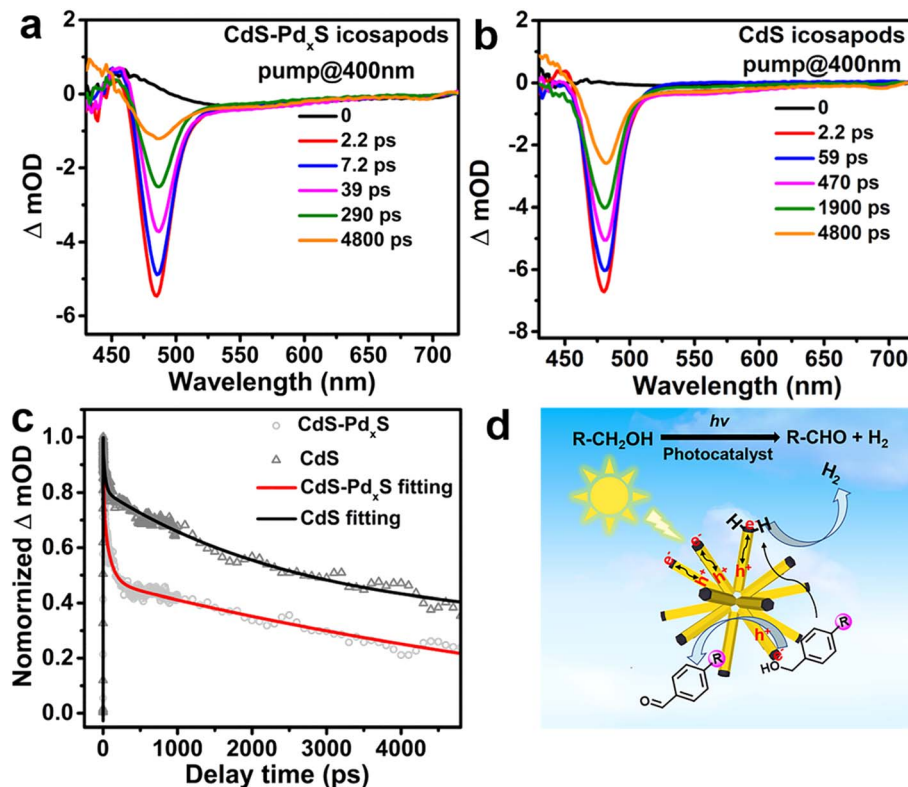 a
CdS-PdₓS icosapods
pump@400nm
0
2.2 ps
7.2 ps
39 ps
290 ps
4800 ps
Δ mOD
2
0
-2
-4
-6
450 500 550 600 650 700
Wavelength (nm)
b
CdS icosapods
pump@400nm
0
2.2 ps
59 ps
470 ps
1900 ps
4800 ps
Δ mOD
2
0
-2
-4
-6
-8
450 500 550 600 650 700
Wavelength (nm)
c
CdS-PdₓS
CdS
CdS-PdₓS fitting
CdS fitting
Nomornized Δ mOD
1.0
0.8
0.6
0.4
0.2
0.0
0 1000 2000 3000 4000
Delay time (ps)
d
hv
R-CH₂OH R-CHO + H₂
Photocatalyst
H₂
H H
e⁻
e⁻ e⁻
h⁺ h⁺ h⁺
h⁺
R
e⁻
HO
R
O